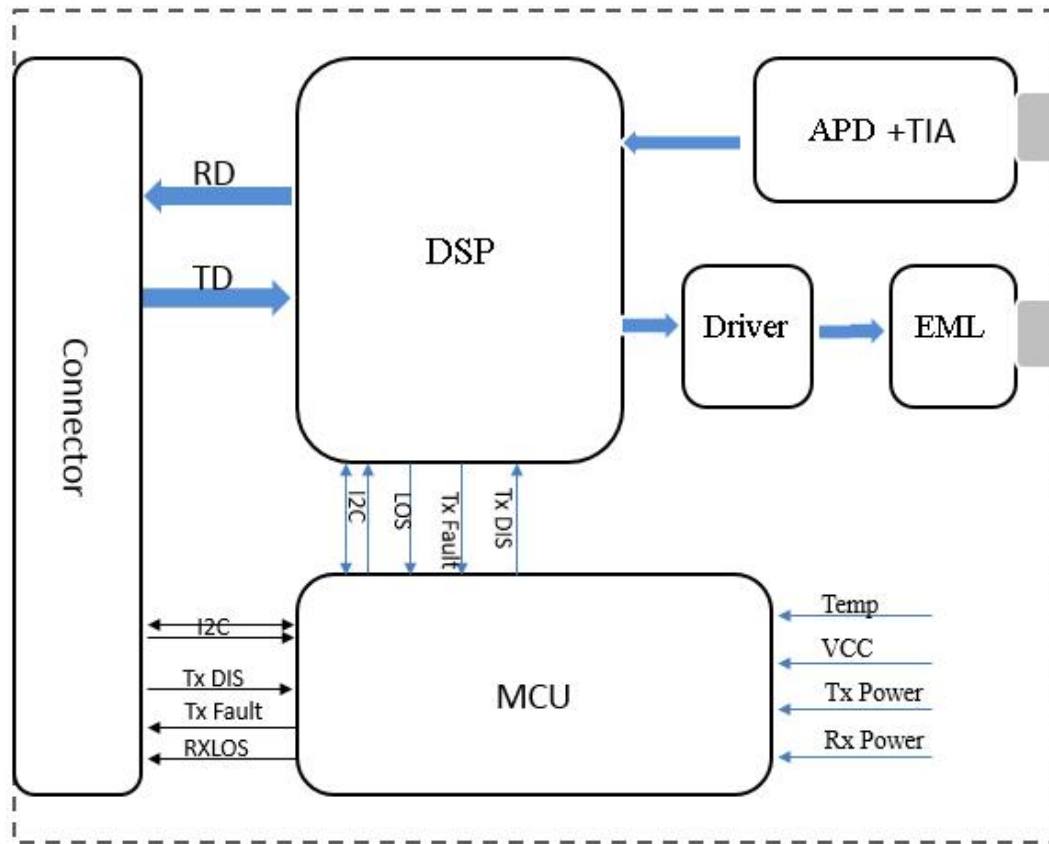 APD +TIA
RD
DSP
TD
Driver
EML
Connector
I2C
LOS
Tx Fault
Tx DIS
Temp
I2C
VCC
Tx DIS
MCU
Tx Power
Tx Fault
Rx Power
RXLOS